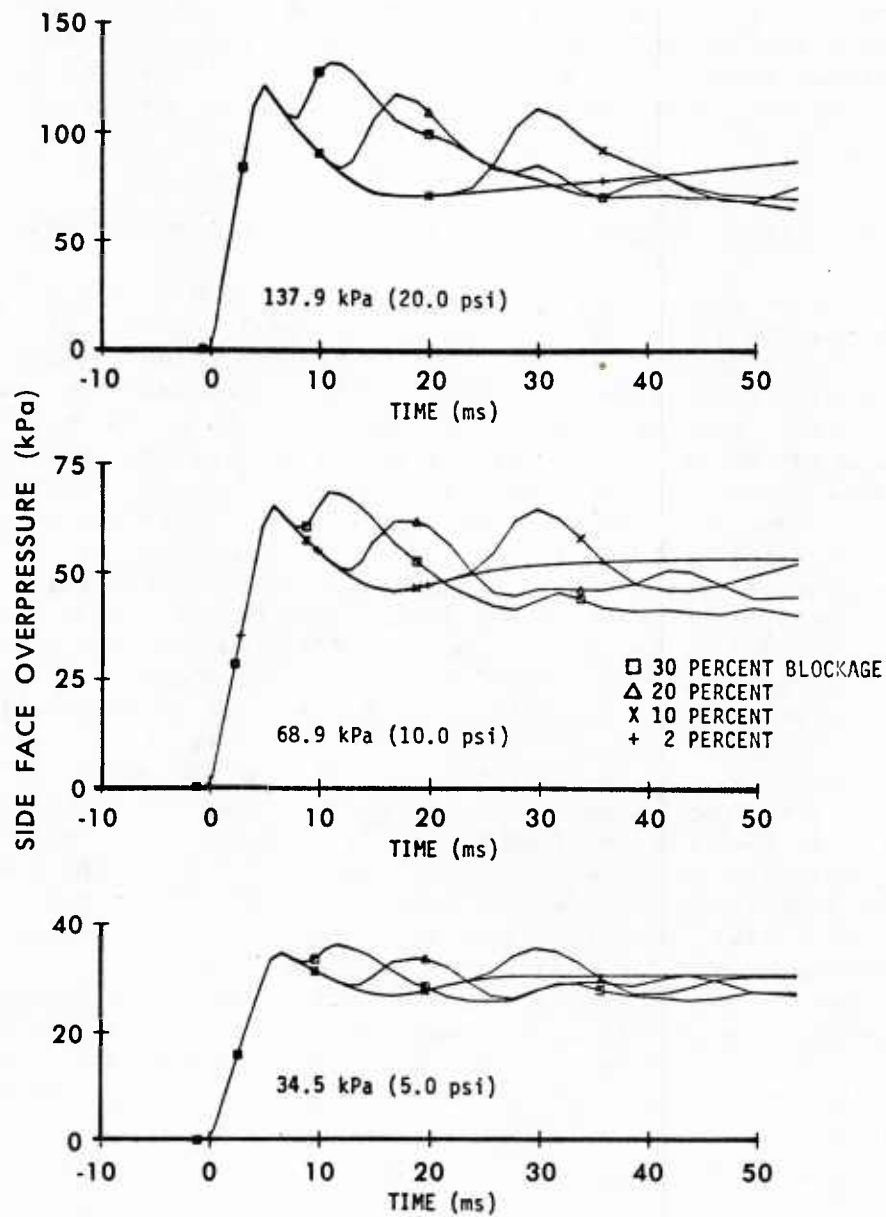 SIDE FACE OVERPRESSURE (kPa)
150
100
50
0
137.9 kPa (20.0 psi)
-10 0 10 20 30 40 50
TIME (ms)
75
50
25
0
68.9 kPa (10.0 psi)
□ 30 PERCENT BLOCKAGE
△ 20 PERCENT
X 10 PERCENT
+ 2 PERCENT
-10 0 10 20 30 40 50
TIME (ms)
40
20
0
34.5 kPa (5.0 psi)
-10 0 10 20 30 40 50
TIME (ms)